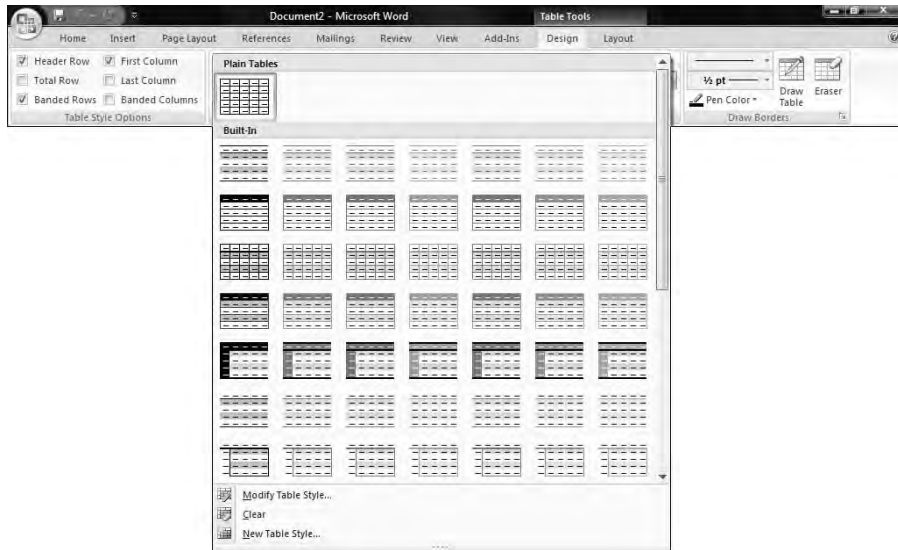 Document2 - Microsoft Word
Table Tools
Home Insert Page Layout References Mailings Review View Add-Ins Design Layout
Header Row First Column
Total Row Last Column
Banded Rows Banded Columns
Table Style Options
Plain Tables
Built-In
½ pt
Pen Color
Draw Table
Eraser
Draw Borders
Modify Table Style...
Clear
New Table Style...